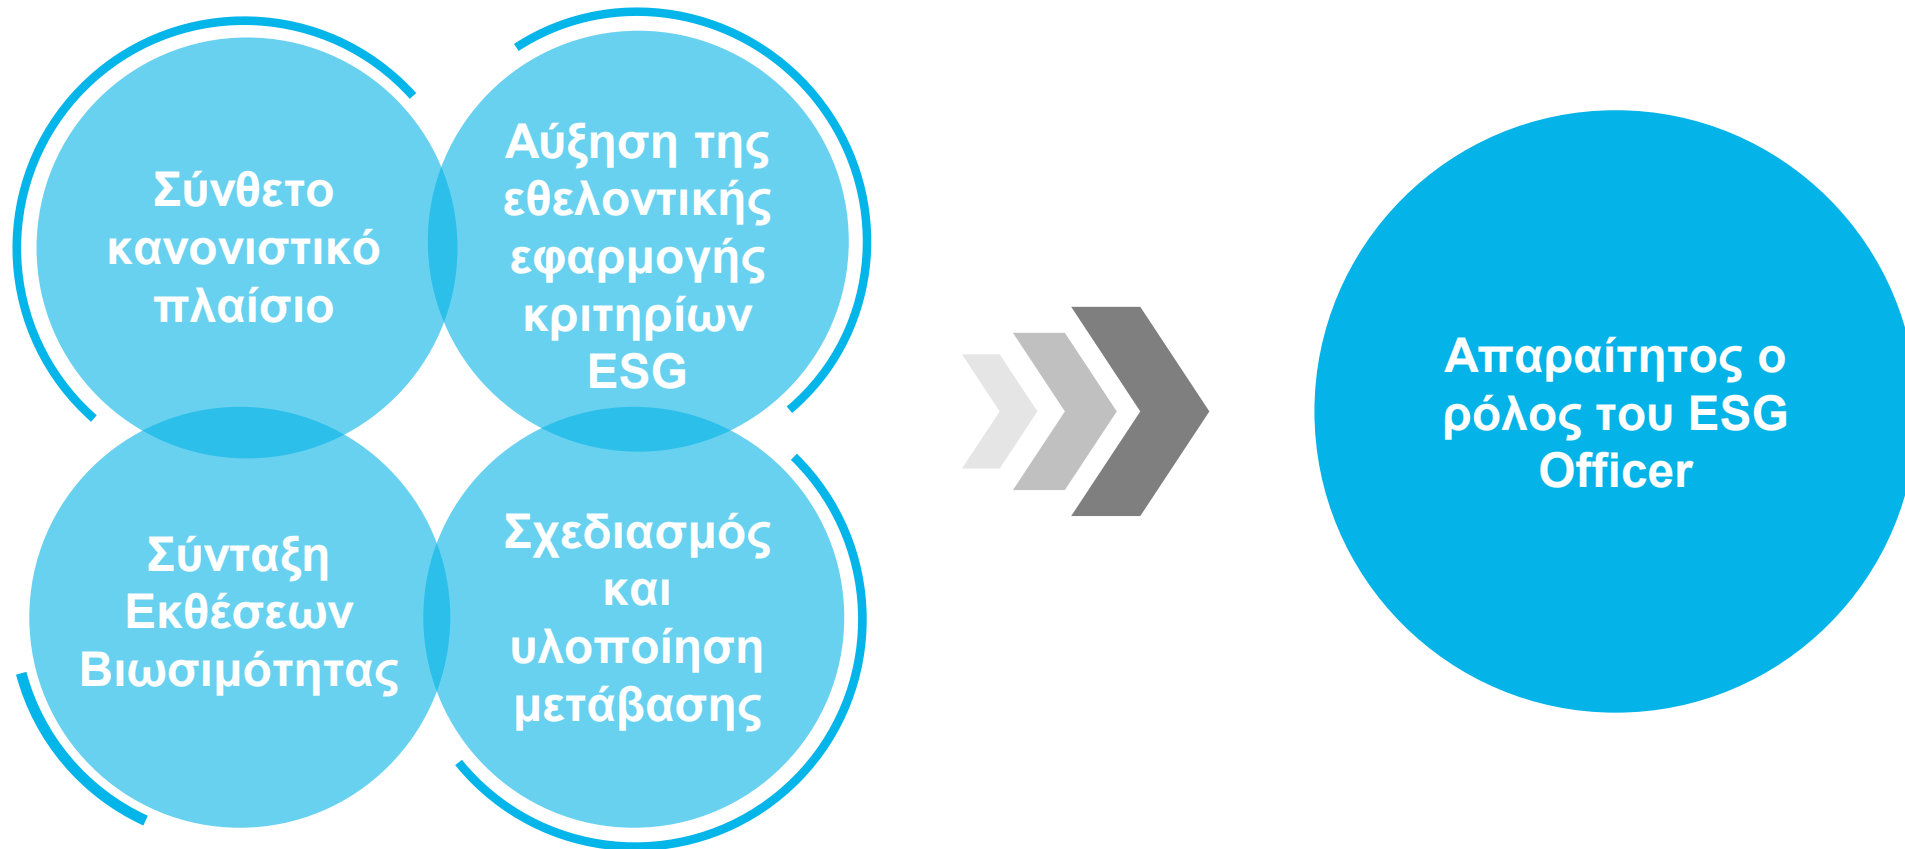 Σύνθετο
κανονιστικό
πλαίσιο
Αύξηση της
εθελοντικής
εφαρμογής
κριτηρίων
ESG
Σύνταξη
Εκθέσεων
Βιωσιμότητας
Σχεδιασμός
και
υλοποίηση
μετάβασης
Απαραίτητος ο
ρόλος του ESG
Officer